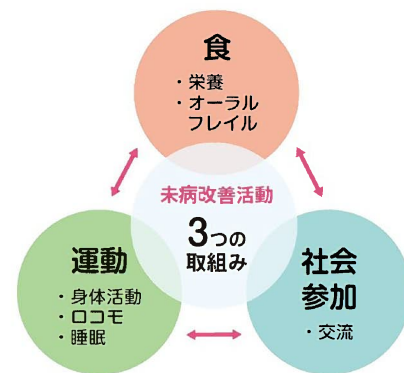 食
・栄養
・オーラル
フレイル
未病改善活動
3つの
取組み
運動
・身体活動
・ロコモ
・睡眠
社会
参加
・交流